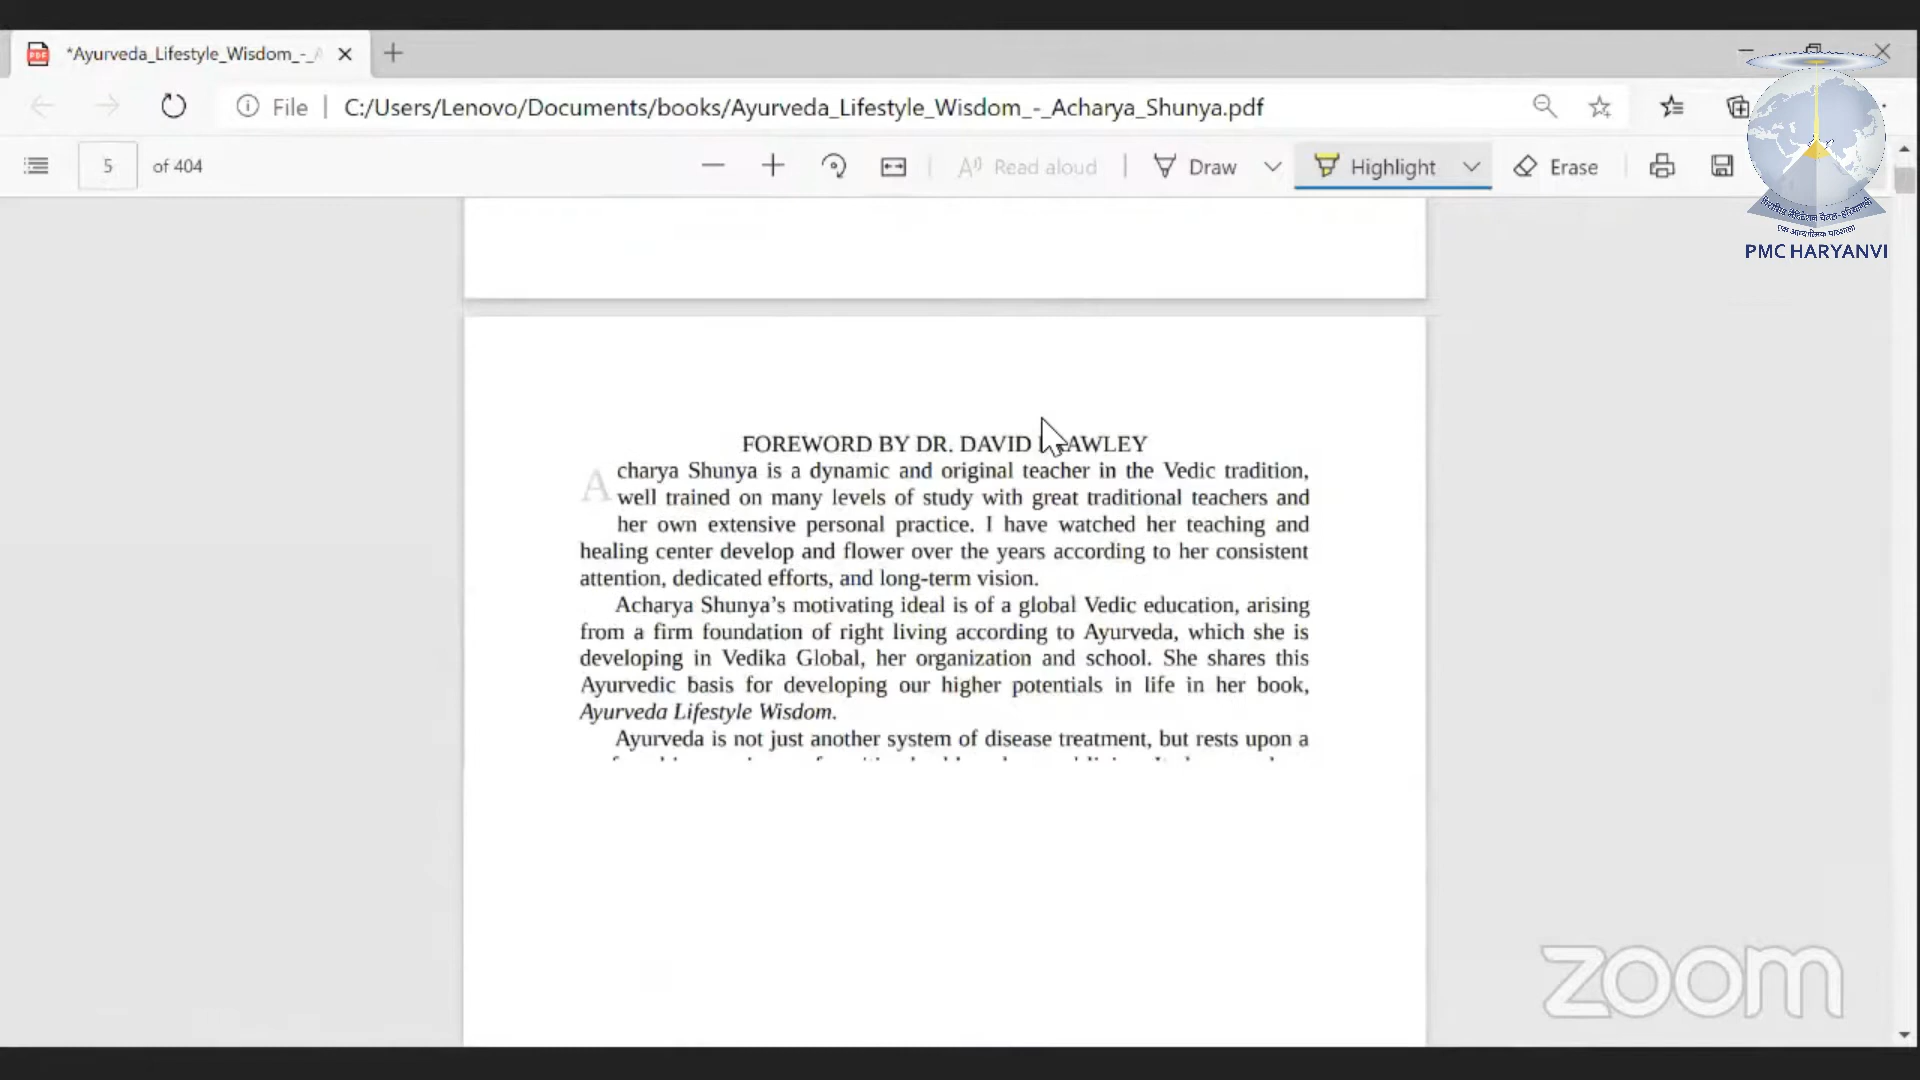 *Ayurveda_Lifestyle_Wisdom_-_A
File
C:/Users/Lenovo/Documents/books/Ayurveda_Lifestyle_Wisdom_-_Acharya_Shunya.pdf
5 of 404
Read aloud
Draw
Highlight
Erase
PMC HARYANVI
FOREWORD BY DR. DAVID AWLEY
Acharya Shunya is a dynamic and original teacher in the Vedic tradition,
well trained on many levels of study with great traditional teachers and
her own extensive personal practice. I have watched her teaching and
healing center develop and flower over the years according to her consistent
attention, dedicated efforts, and long-term vision.
Acharya Shunya’s motivating ideal is of a global Vedic education, arising
from a firm foundation of right living according to Ayurveda, which she is
developing in Vedika Global, her organization and school. She shares this
Ayurvedic basis for developing our higher potentials in life in her book,
Ayurveda Lifestyle Wisdom.
Ayurveda is not just another system of disease treatment, but rests upon a
zoom